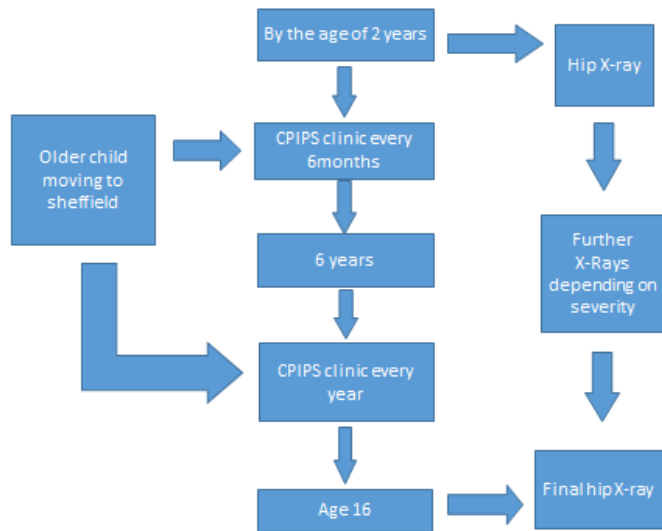 By the age of 2 years
Hip X-ray
CPIPS clinic every
6months
Older child
moving to
sheffield
6 years
Further
X-Rays
depending on
severity
CPIPS clinic every
year
Age 16
Final hip X-ray